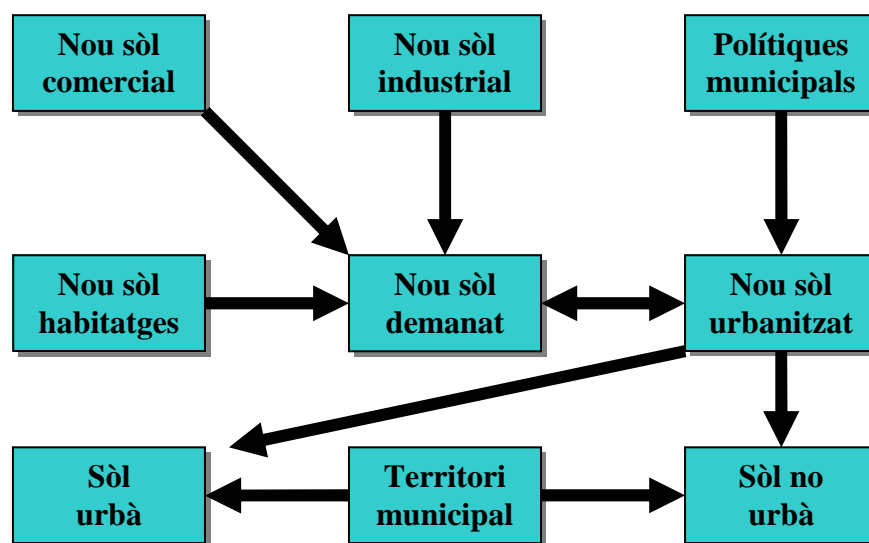 Nou sòl
comercial
Nou sòl
industrial
Polítiques
municipals
Nou sòl
habitatges
Nou sòl
demanat
Nou sòl
urbanitzat
Sòl
urbà
Territori
municipal
Sòl no
urbà